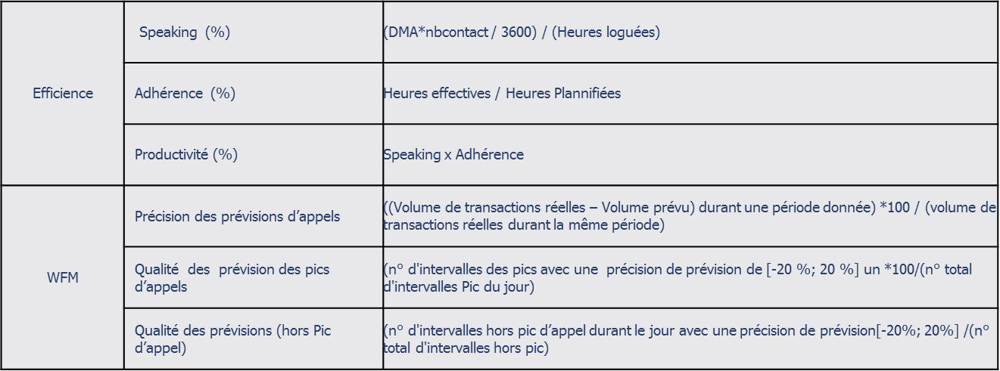 Efficience
Speaking (%)
(DMA*nbcontact / 3600) / (Heures loguées)
Adhérence (%)
Heures effectives / Heures Plannifiées
Productivité (%)
Speaking x Adhérence
WFM
Précision des prévisions d’appels
((Volume de transactions réelles – Volume prévu) durant une période donnée) *100 / (volume de
transactions réelles durant la même période)
Qualité des prévision des pics
d’appels
(n° d'intervalles des pics avec une précision de prévision de [-20 %; 20 %] un *100/(n° total
d'intervalles Pic du jour)
Qualité des prévisions (hors Pic
d’appel)
(n° d'intervalles hors pic d’appel durant le jour avec une précision de prévision[-20%; 20%] /(n°
total d'intervalles hors pic)